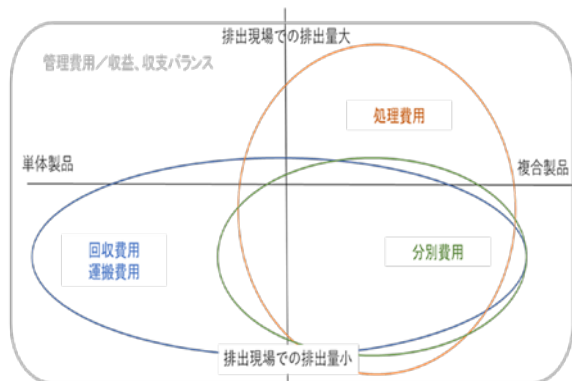 排出現場での排出量大
管理費用／収益、収支バランス
処理費用
単体製品
複合製品
回収費用
運搬費用
分別費用
排出現場での排出量小